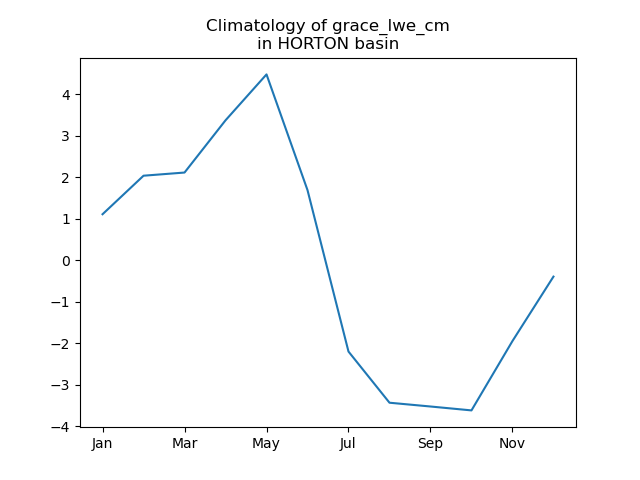 Climatology of grace_lwe_cm
in HORTON basin
4
3
2
1
0
−1
−2
−3
−4
Jan
Mar
May
Jul
Sep
Nov